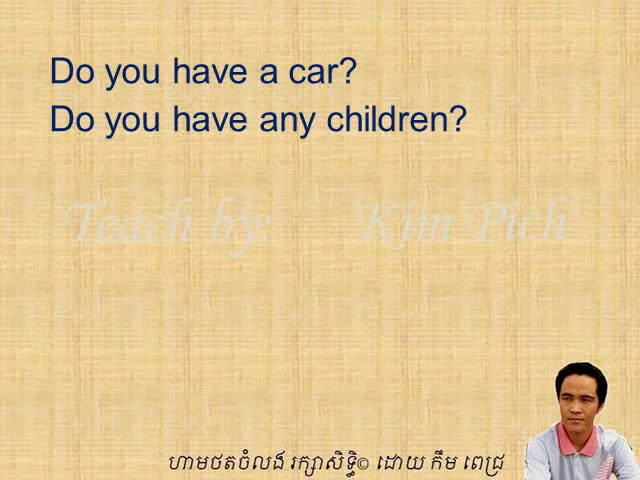 Do you have a car?
Do you have any children?
Teach by: Kim Pich
ហាមថតចំលង រក្សាសិទ្ធិ© ដោយ កឹម ពេជ្រ